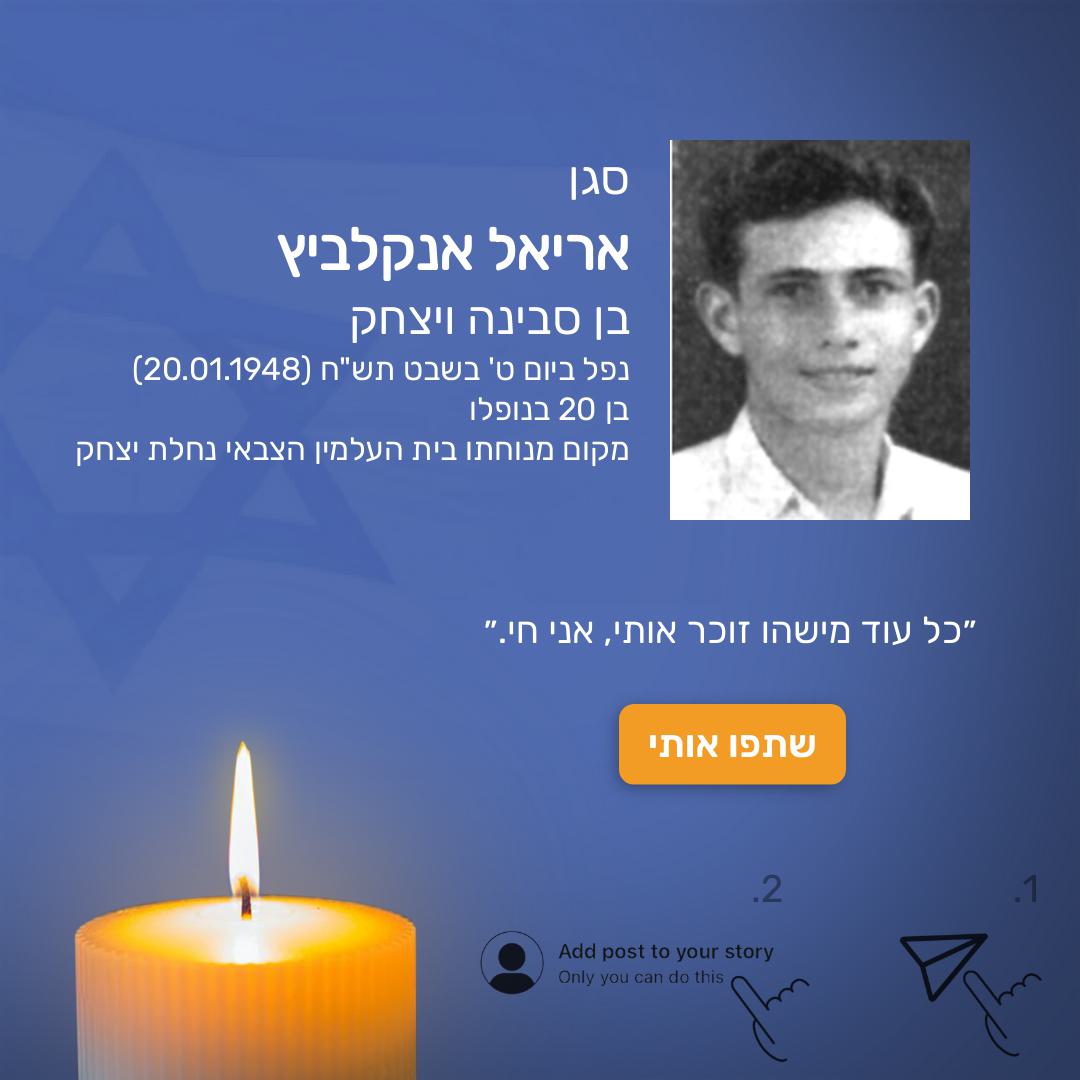 סגן
אריאל אנקלביץ
בן סבינה ויצחק
נפל ביום ט' בשבט תש"ח (20.01.1948)
בן 20 בנופלו
מקום מנוחתו בית העלמין הצבאי נחלת יצחק
״כל עוד מישהו זוכר אותי, אני חי.״
שתפו אותי
1.
2.
Add post to your story
Only you can do this